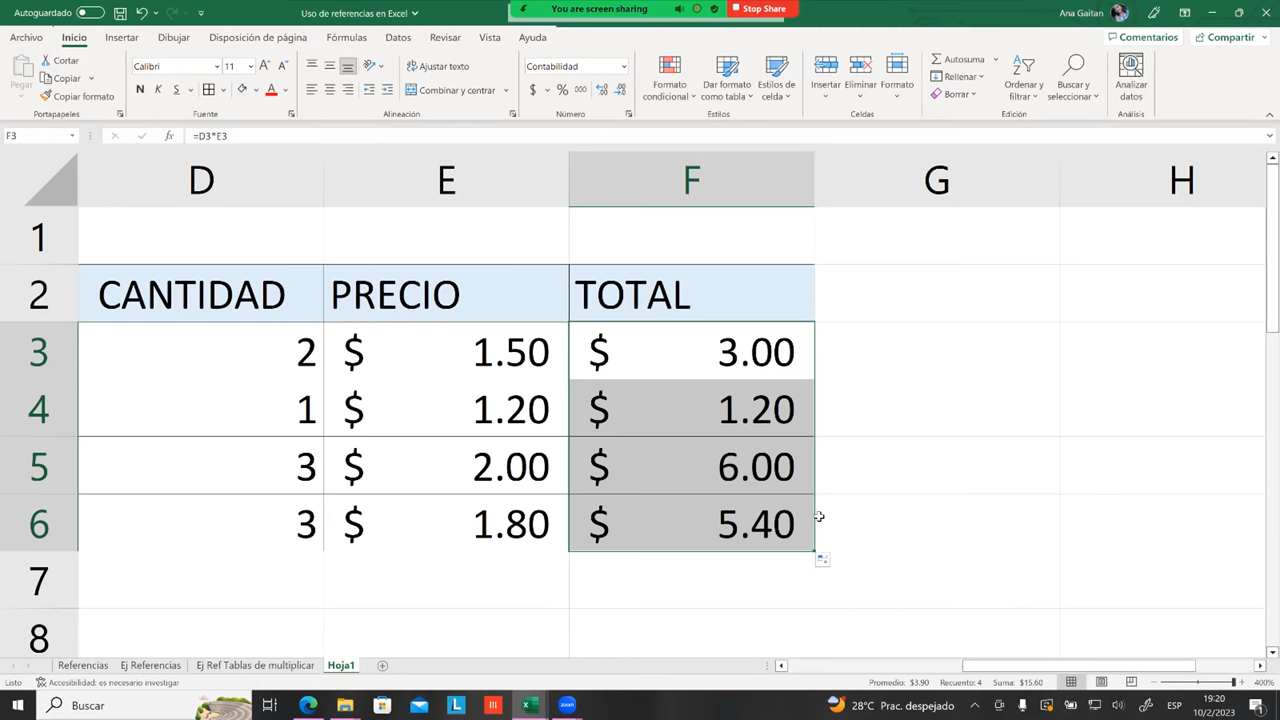 Autoguardado
Uso de referencias en Excel
You are screen sharing
Stop Share
Ana Gaitan
Archivo Inicio Insertar Dibujar Disposición de página Fórmulas Datos Revisar Vista Ayuda
Comentarios Compartir
Pegar
Cortar
Copiar
Copiar formato
Portapapeles
Calibri 11
N K S
Fuente
Ajustar texto
Combinar y centrar
Alineación
Contabilidad
$ % 000
Número
Formato condicional
Dar formato como tabla
Estilos de celda
Estilos
Insertar Eliminar Formato
Celdas
Autosuma
Rellenar
Borrar
Ordenar y filtrar
Buscar y seleccionar
Edición
Analizar datos
Análisis
F3 fx =D3*E3
D E F G H
1
2 CANTIDAD PRECIO TOTAL
3 2 $ 1.50 $ 3.00
4 1 $ 1.20 $ 1.20
5 3 $ 2.00 $ 6.00
6 3 $ 1.80 $ 5.40
7
8
Referencias Ej Referencias Ej Ref Tablas de multiplicar Hoja1
Listo Accesibilidad: es necesario investigar Promedio: $3.90 Recuento: 4 Suma: $15.60 400%
Buscar
L
zoom
28°C Prac. despejado
ESP
19:20
10/2/2023